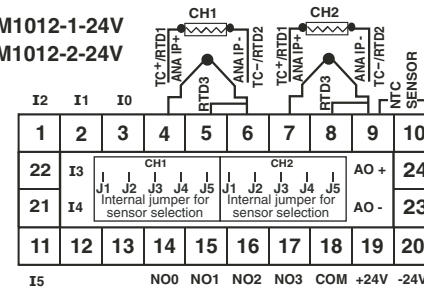 M1012-1-24V
M1012-2-24V
CH1
CH2
TC+/RTD1
ANA IP+
RTD3
ANA IP-
TC-/RTD2
TC+/RTD1
ANA IP+
RTD3
ANA IP-
TC-/RTD2
NTC
SENSOR
I2 I1 I0
1 2 3 4 5 6 7 8 9 10
22 I3 CH1 CH2 AO + 24
J1 J2 J3 J4 J5 J1 J2 J3 J4 J5
Internal jumper for Internal jumper for
21 I4 sensor selection sensor selection AO - 23
11 12 13 14 15 16 17 18 19 20
I5 NO0 NO1 NO2 NO3 COM +24V -24V